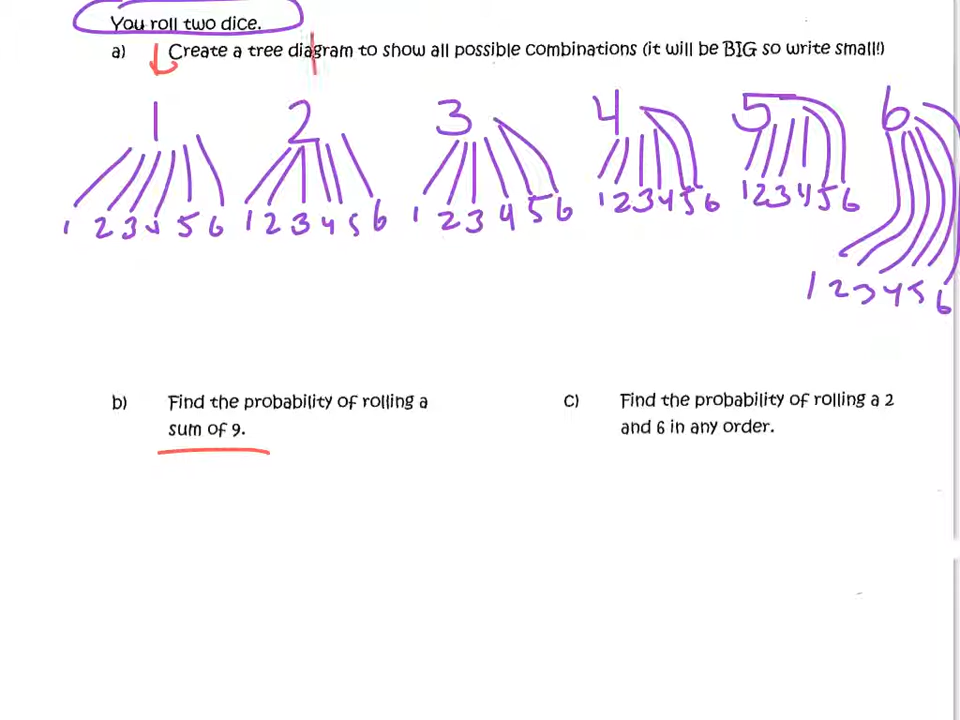 You roll two dice.
a) Create a tree diagram to show all possible combinations (it will be BIG so write small!)
1 2 3 4 5 6
1 2 3 4 5 6 1 2 3 4 5 6 1 2 3 4 5 6 1 2 3 4 5 6 1 2 3 4 5 6
1 2 3 4 5 6
b) Find the probability of rolling a
sum of 9.
c) Find the probability of rolling a 2
and 6 in any order.